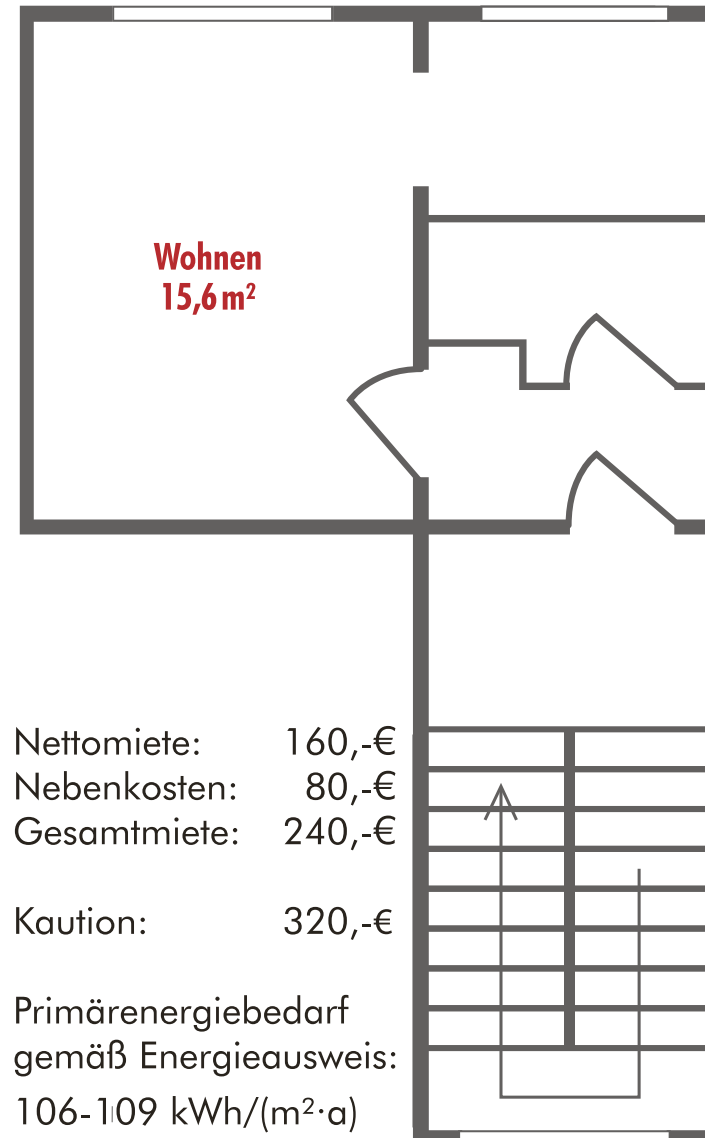 Wohnen
15,6 m²
Nettomiete: 160,-€
Nebenkosten: 80,-€
Gesamtmiete: 240,-€
Kaution: 320,-€
Primärenergiebedarf
gemäß Energieausweis:
106-109 kWh/(m²·a)